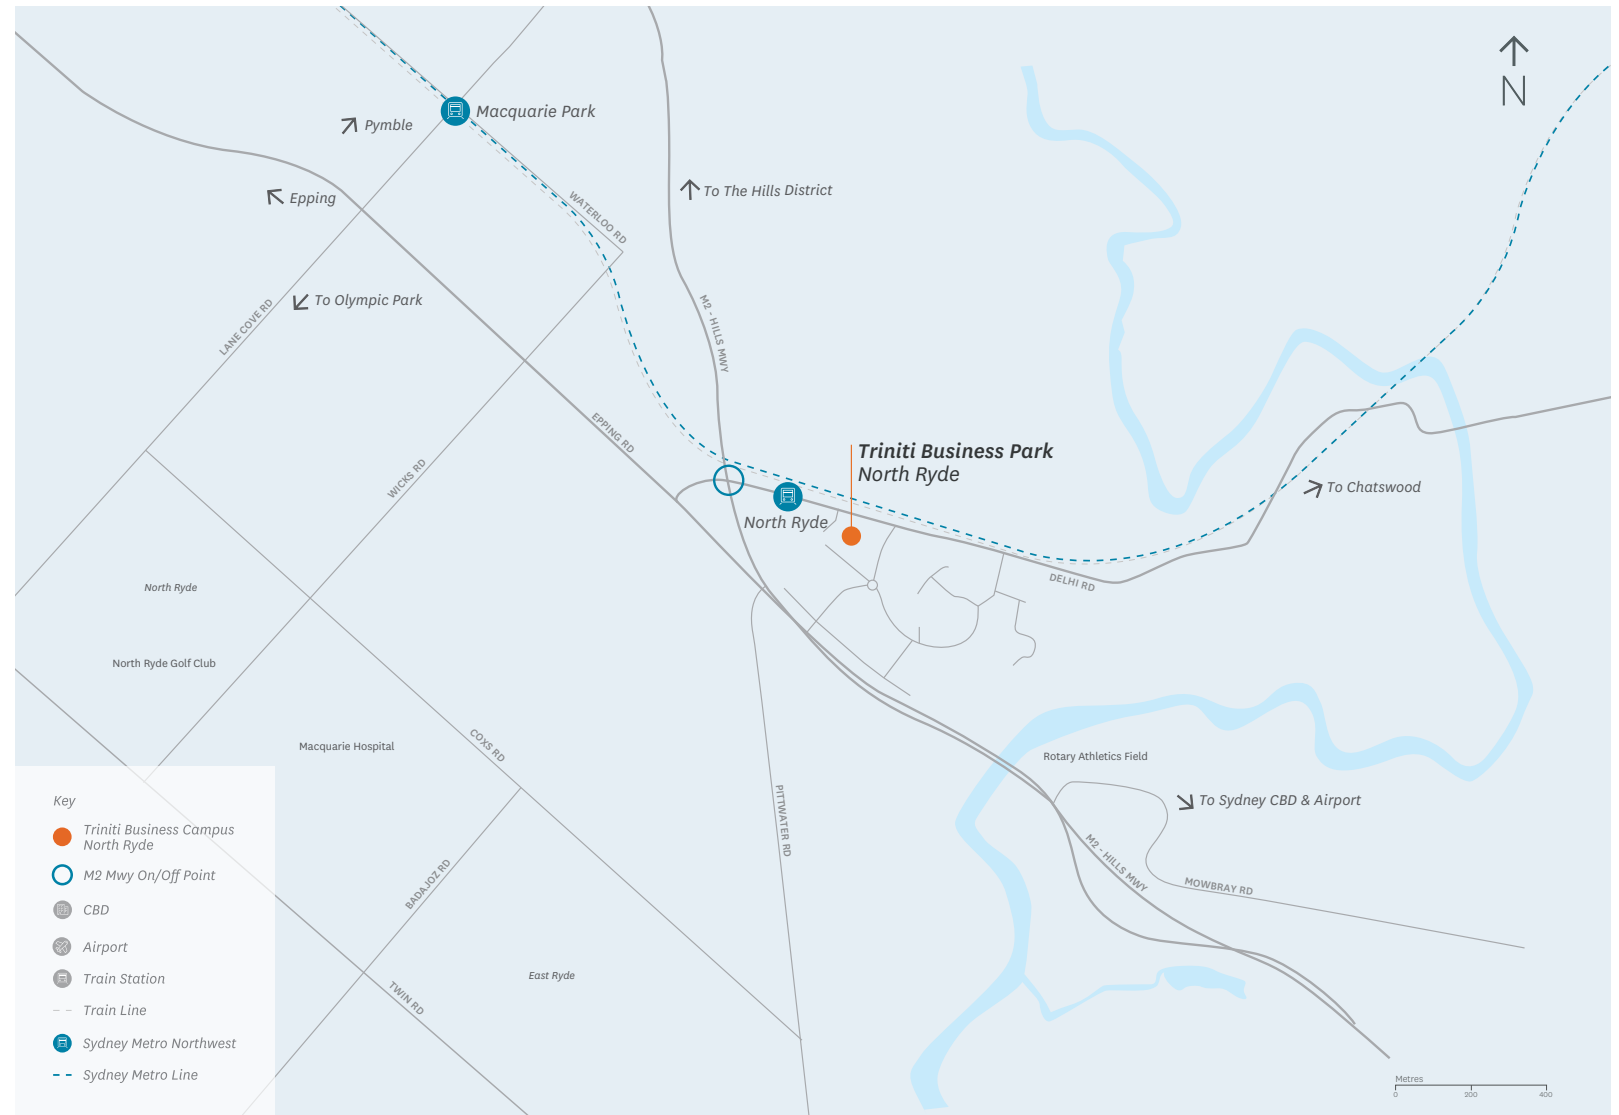 N
Macquarie Park
Pymble
Epping
WATERLOO RD
To The Hills District
To Olympic Park
LANE COVE RD
M2 - HILLS MWY
EPPING RD
WICKS RD
Triniti Business Park
North Ryde
To Chatswood
North Ryde
DELHI RD
North Ryde
North Ryde Golf Club
Macquarie Hospital
COXS RD
Rotary Athletics Field
To Sydney CBD & Airport
PITTWATER RD
M2 - HILLS MWY
MOWBRAY RD
BADAJOZ RD
East Ryde
TWIN RD
Key
Triniti Business Campus
North Ryde
M2 Mwy On/Off Point
CBD
Airport
Train Station
Train Line
Sydney Metro Northwest
Sydney Metro Line
Metres
0 200 400